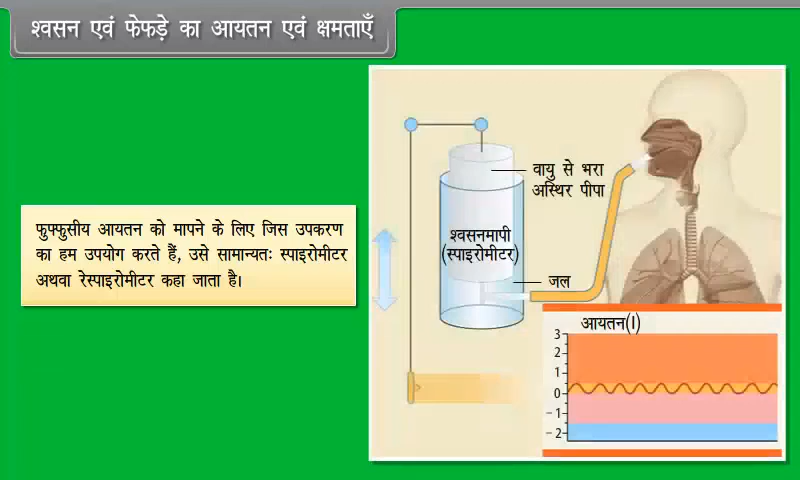 श्वसन एवं फेफड़े का आयतन एवं क्षमताएँ
फुफ्फुसीय आयतन को मापने के लिए जिस उपकरण
का हम उपयोग करते हैं, उसे सामान्यतः स्पाइरोमीटर
अथवा रेस्पाइरोमीटर कहा जाता है।
वायु से भरा
अस्थिर पीपा
श्वसनमापी
(स्पाइरोमीटर)
जल
आयतन(l)
3
2
1
0
-1
-2